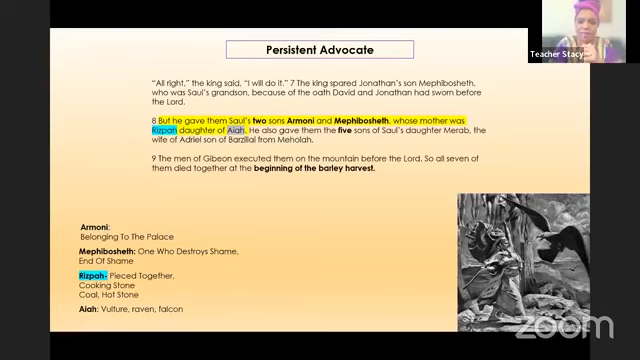 Teacher Stacy
Persistent Advocate
“All right,” the king said, “I will do it.” 7 The king spared Jonathan’s son Mephibosheth,
who was Saul’s grandson, because of the oath David and Jonathan had sworn before
the Lord.
8 But he gave them Saul’s two sons Armoni and Mephibosheth, whose mother was
Rizpah daughter of Aiah. He also gave them the five sons of Saul’s daughter Merab, the
wife of Adriel son of Barzillai from Meholah.
9 The men of Gibeon executed them on the mountain before the Lord. So all seven of
them died together at the beginning of the barley harvest.
Armoni:
Belonging To The Palace
Mephibosheth: One Who Destroys Shame,
End Of Shame
Rizpah- Pieced Together,
Cooking Stone
Coal, Hot Stone
Aiah: Vulture, raven, falcon
zoom